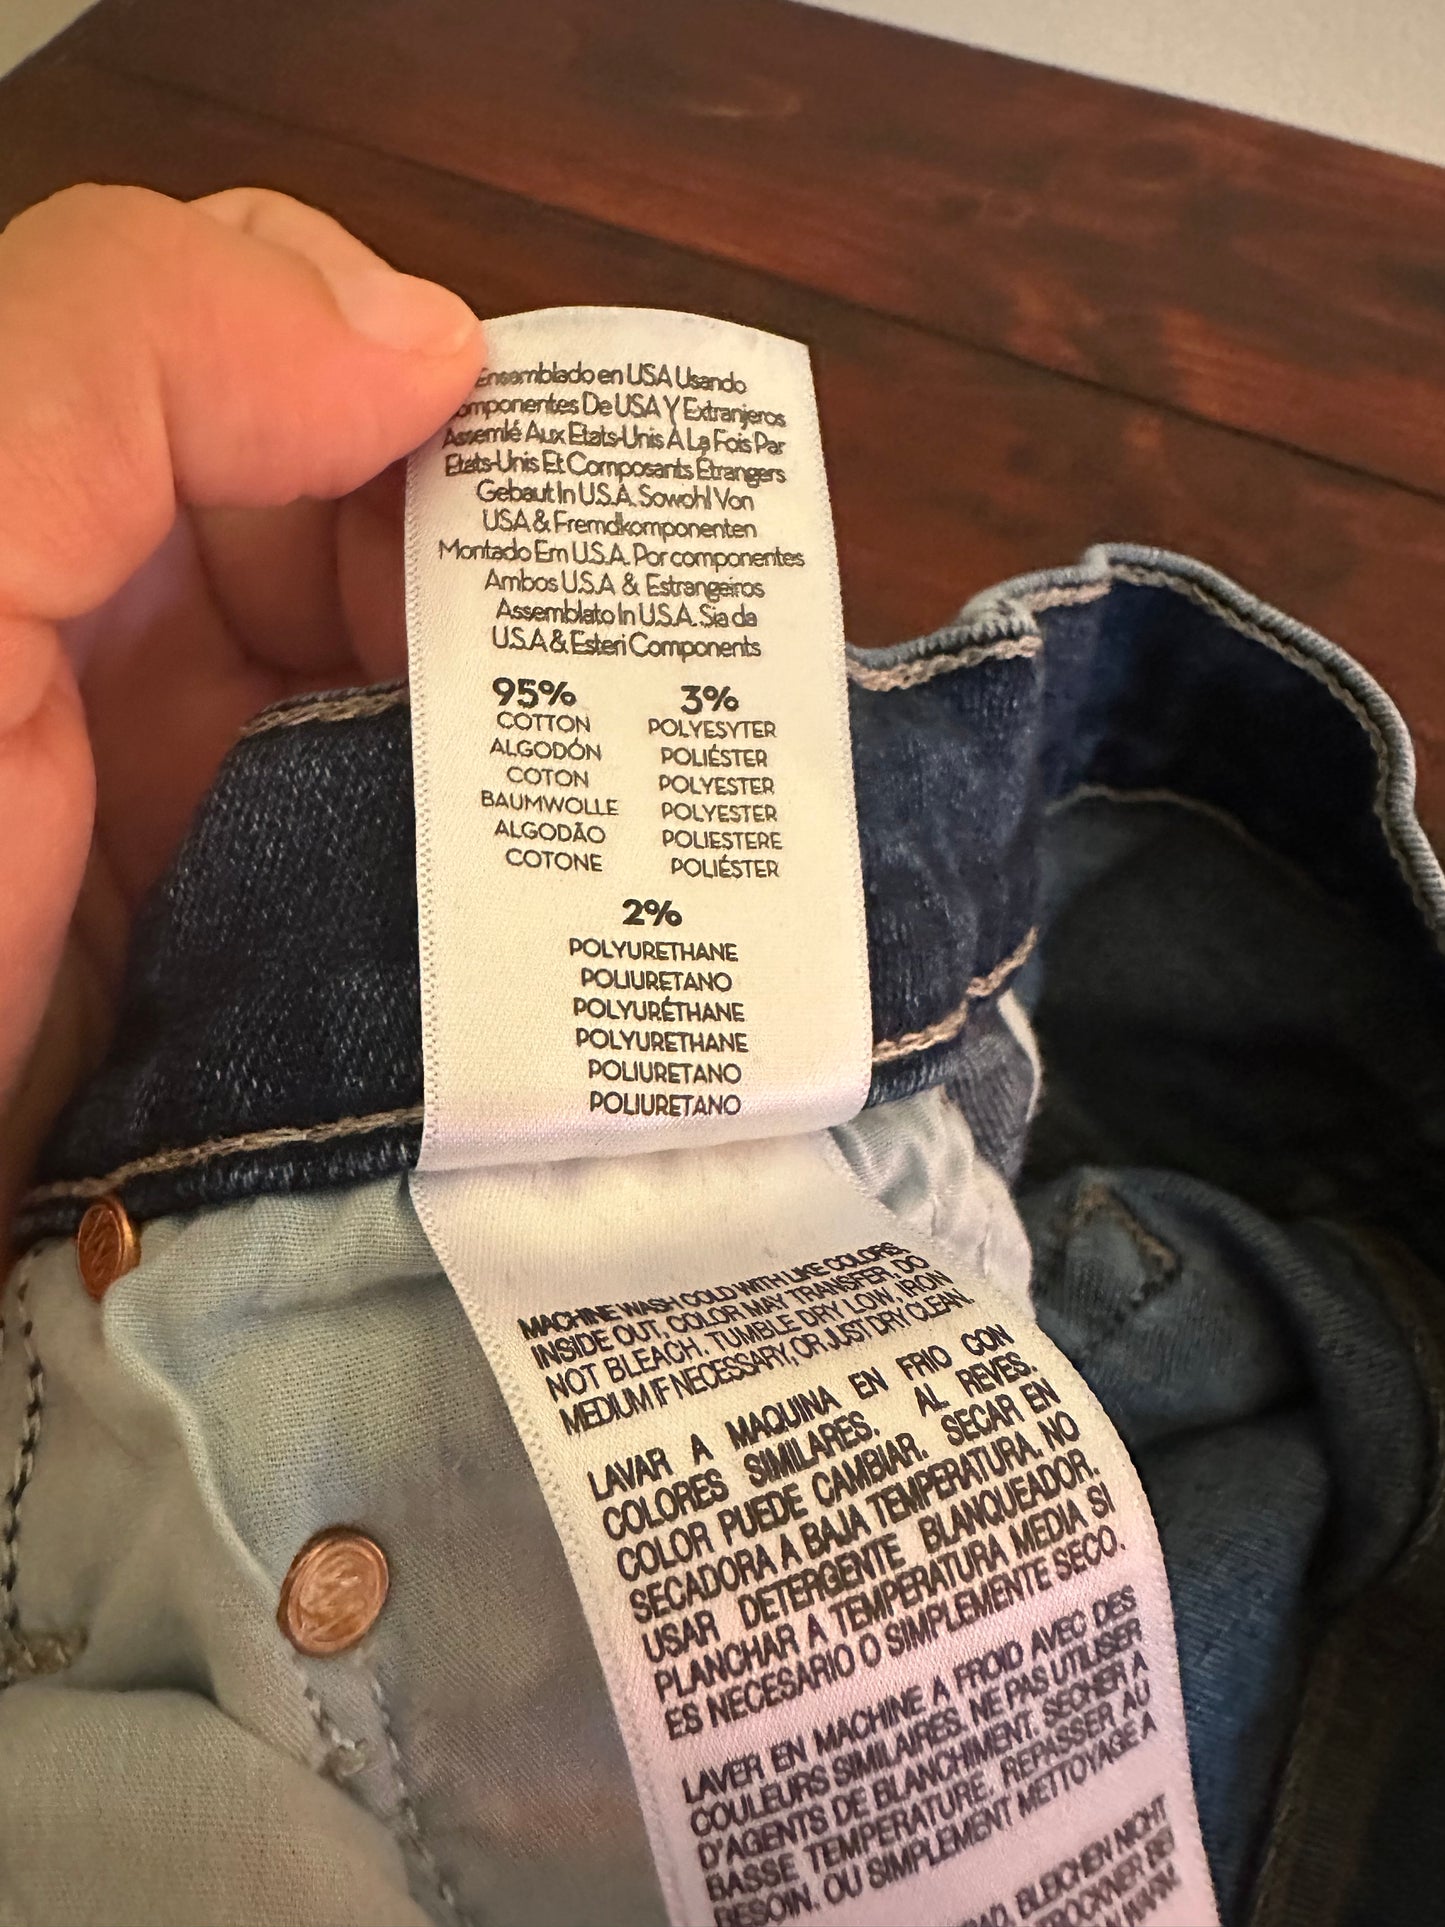 Ensamblado en USA Usando
omponentes De USA Y Extranjeros
Assemlé Aux Etats-Unis A La Fois Par
Etats-Unis Et Composants Étrangers
Gebaut In U.S.A. Sowohl Von
USA & Fremdkomponenten
Montado Em U.S.A. Por componentes
Ambos U.S.A & Estrangeiros
Assemblato In U.S.A. Sia da
U.S.A & Esteri Components
95%
COTTON
ALGODÓN
COTON
BAUMWOLLE
ALGODÃO
COTONE
3%
POLYESYTER
POLIÉSTER
POLYESTER
POLYESTER
POLIESTERE
POLIÉSTER
2%
POLYURETHANE
POLIURETANO
POLYURÉTHANE
POLYURETHANE
POLIURETANO
POLIURETANO
MACHINE WASH COLD WITH LIKE COLORS.
INSIDE OUT, COLOR MAY TRANSFER, DO
NOT BLEACH. TUMBLE DRY LOW, IRON
MEDIUM IF NECESSARY, OR JUST DRY CLEAN.
LAVAR A MAQUINA EN FRIO CON
COLORES SIMILARES. AL REVES.
COLOR PUEDE CAMBIAR. SECAR EN
SECADORA A BAJA TEMPERATURA. NO
USAR DETERGENTE BLANQUEADOR.
PLANCHAR A TEMPERATURA MEDIA SI
ES NECESARIO O SIMPLEMENTE SECO.
LAVER EN MACHINE A FROID AVEC DES
COULEURS SIMILAIRES. NE PAS UTILISER
D'AGENTS DE BLANCHIMENT. SECHER A
BASSE TEMPERATURE. REPASSER AU
BESOIN. OU SIMPLEMENT METTOYAGE A
BLEICHEN NICHT